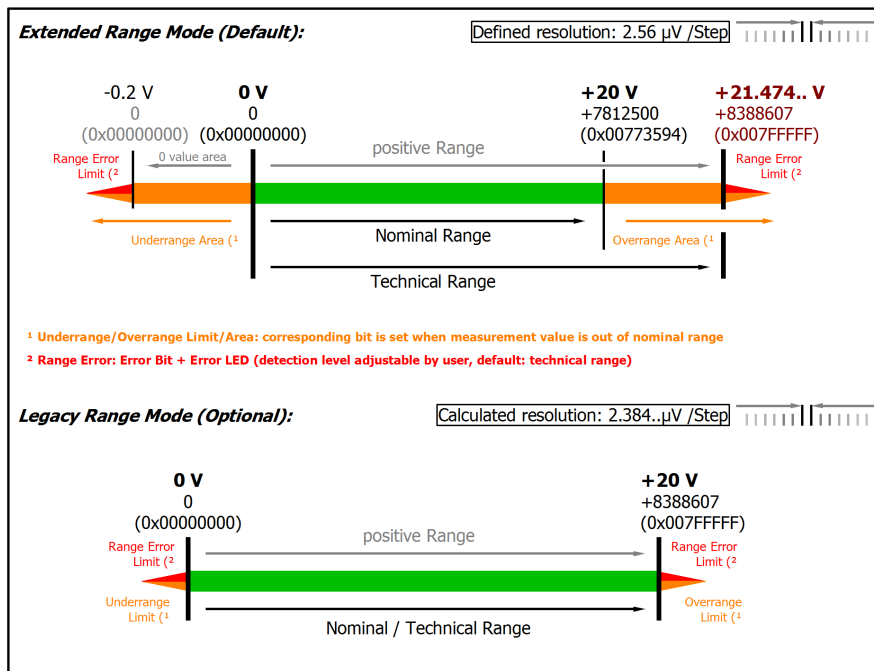 Extended Range Mode (Default):
Defined resolution: 2.56 µV /Step
-0.2 V
0
(0x00000000)
0 V
0
(0x00000000)
+20 V
+7812500
(0x00773594)
+21.474.. V
+8388607
(0x007FFFFF)
Range Error
Limit (²
0 value area
positive Range
Range Error
Limit (²
Underrange Area (¹
Nominal Range
Overrange Area (¹
Technical Range
¹ Underrange/Overrange Limit/Area: corresponding bit is set when measurement value is out of nominal range
² Range Error: Error Bit + Error LED (detection level adjustable by user, default: technical range)
Legacy Range Mode (Optional):
Calculated resolution: 2.384..µV /Step
0 V
0
(0x00000000)
+20 V
+8388607
(0x007FFFFF)
Range Error
Limit (²
positive Range
Range Error
Limit (²
Underrange
Limit (¹
Nominal / Technical Range
Overrange
Limit (¹